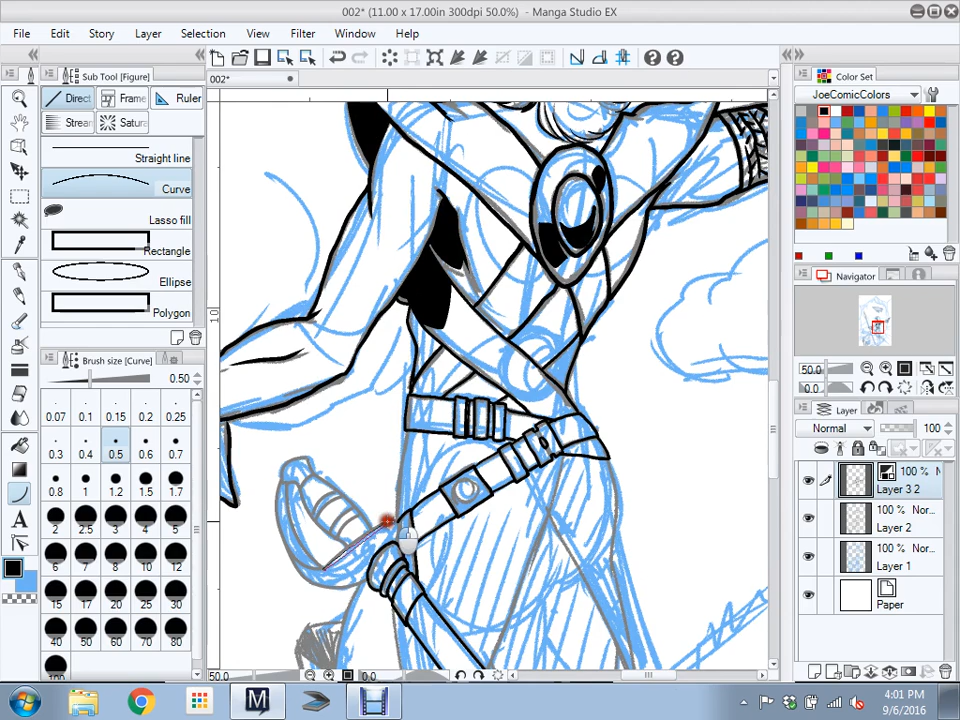 002* (11.00 x 17.00in 300dpi 50.0%) - Manga Studio EX
File Edit Story Layer Selection View Filter Window Help
Sub Tool [Figure]
Direct Frame Ruler
Strean Satura
Straight line
Curve
Lasso fill
Rectangle
Ellipse
Polygon
Brush size [Curve]
0.50
0.07 0.1 0.15 0.2 0.25
0.3 0.4 0.5 0.6 0.7
0.8 1 1.2 1.5 1.7
2 2.5 3 4 5
6 7 8 10 12
15 17 20 25 30
40 50 60 70 80
100
002*
50.0 0.0
Color Set
JoeComicColors
Navigator
50.0
0.0
Layer
Normal 100
100 % N
Layer 3 2
100 % Nor
Layer 2
100 % Nor
Layer 1
Paper
4:01 PM
9/6/2016